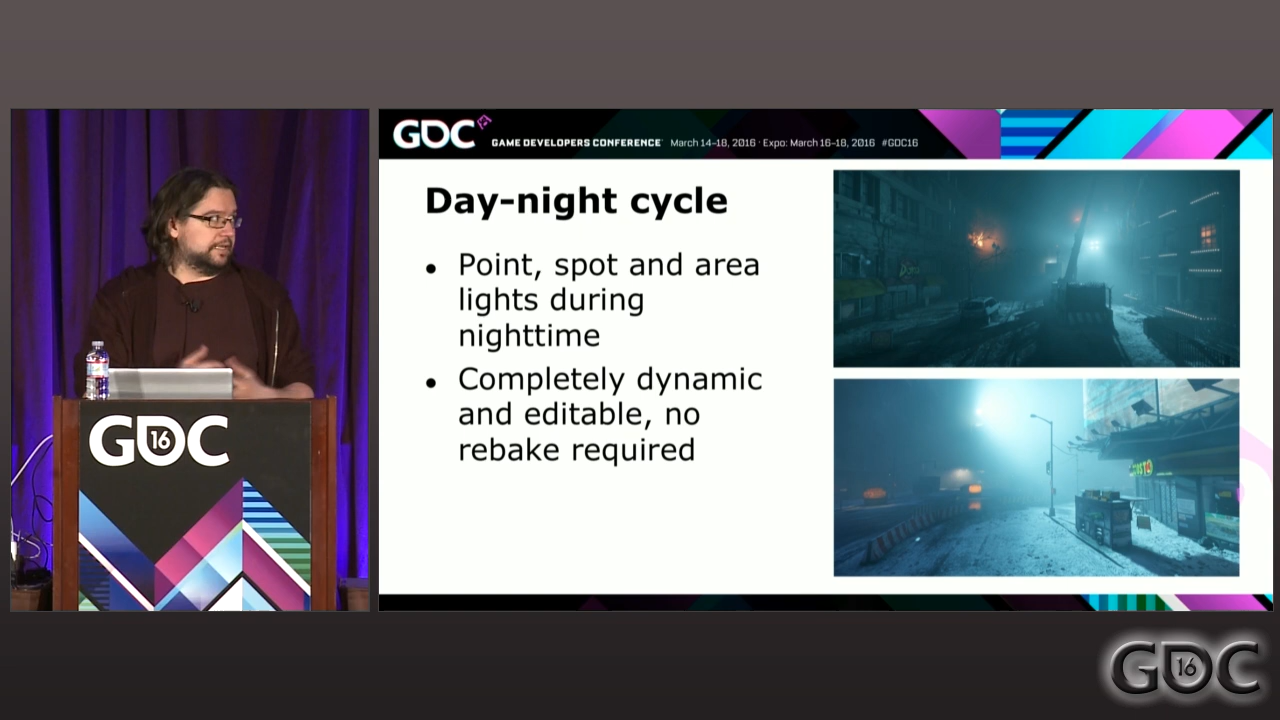 GDC
GAME DEVELOPERS CONFERENCE March 14-18, 2016 · Expo: March 16-18, 2016 #GDC16
Day-night cycle
• Point, spot and area
lights during
nighttime
• Completely dynamic
and editable, no
rebake required
GDC
16
GDC
16